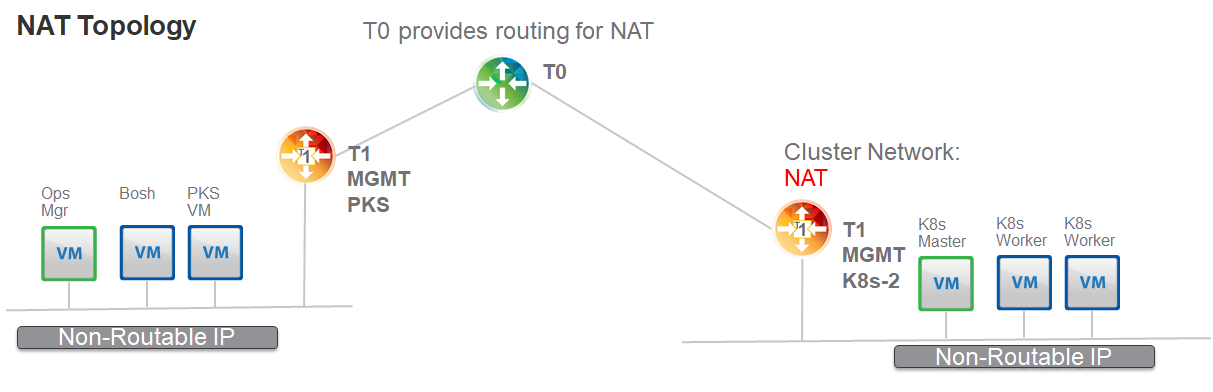 NAT Topology
T0 provides routing for NAT
T0
T1
T1
MGMT
PKS
Cluster Network:
NAT
Ops
Mgr
Bosh
PKS
VM
VM
VM
VM
T1
T1
MGMT
K8s-2
K8s
Master
K8s
Worker
K8s
Worker
VM
VM
VM
Non-Routable IP
Non-Routable IP